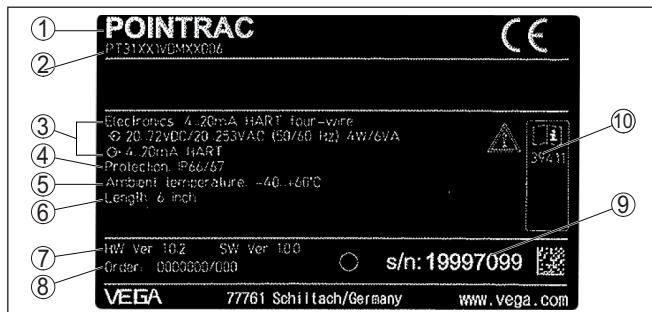 ① POINTRAC CE
② PT31XX1VDMXX006
③ Electronics 4..20mA HART four-wire
20..72VDC/20..253VAC (50/60 Hz) 4W/6VA
4..20mA HART
④ Protection: IP66/67
⑤ Ambient temperature: -40..+60°C
⑥ Length 6 inch
⑩ 39411
⑦ HW Ver 1.0.2 SW Ver 1.0.0
⑧ Order: 0000000/000
⑨ s/n: 19997099
VEGA 77761 Schiltach/Germany www.vega.com